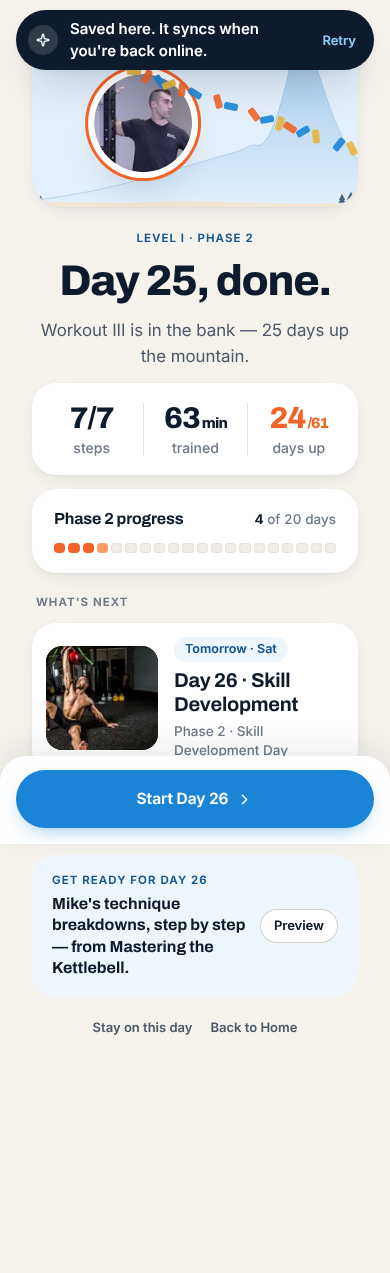 Saved here. It syncs when
you're back online.
Retry
LEVEL I · PHASE 2
Day 25, done.
Workout III is in the bank — 25 days up
the mountain.
7/7
steps
63 min
trained
24/61
days up
Phase 2 progress
4 of 20 days
WHAT'S NEXT
Tomorrow · Sat
Day 26 · Skill
Development
Phase 2 · Skill
Development Day
Start Day 26
GET READY FOR DAY 26
Mike's technique
breakdowns, step by step
— from Mastering the
Kettlebell.
Preview
Stay on this day
Back to Home